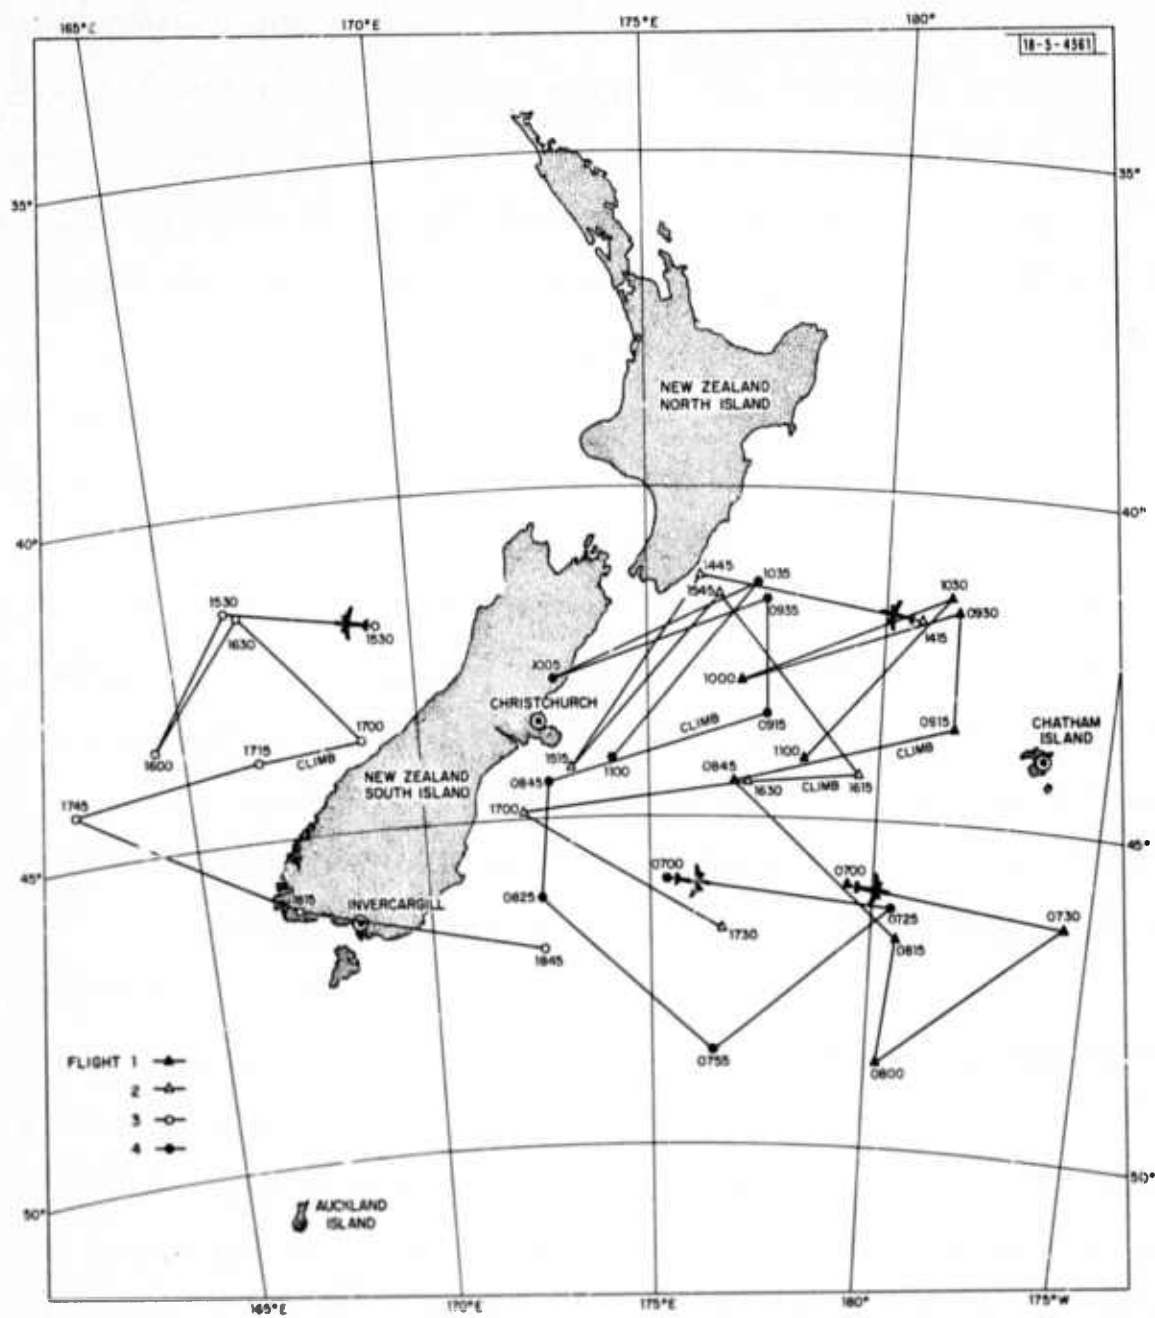 165°E 170°E 175°E 180°
18-5-4561
35° 35°
NEW ZEALAND
NORTH ISLAND
40° 40°
1445
1545
1035
0935
1030
0930
1415
1530
1630
1530
1005
1000
CHRISTCHURCH
CLIMB
0915
0915
CHATHAM
ISLAND
1700
1715
CLIMB
1600
1515
1100
1100
CLIMB
NEW ZEALAND
SOUTH ISLAND
0845
0845
1630
CLIMB
1615
1745
1700
45° 45°
0700
0700
INVERCARGILL
1815
0825
0725
0730
1730
0815
1845
0755
0800
FLIGHT 1
2
3
4
50° 50°
AUCKLAND
ISLAND
165°E 170°E 175°E 180° 175°W